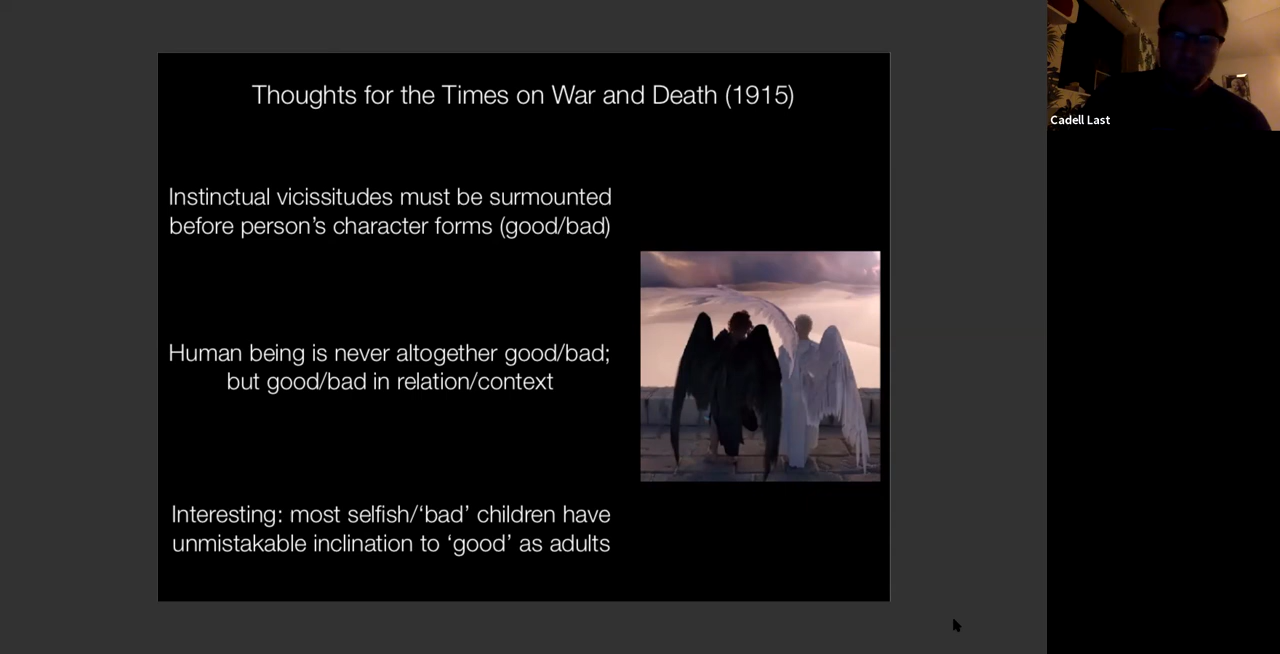 Thoughts for the Times on War and Death (1915)
Instinctual vicissitudes must be surmounted
before person’s character forms (good/bad)
Human being is never altogether good/bad;
but good/bad in relation/context
Interesting: most selfish/‘bad’ children have
unmistakable inclination to ‘good’ as adults
Cadell Last